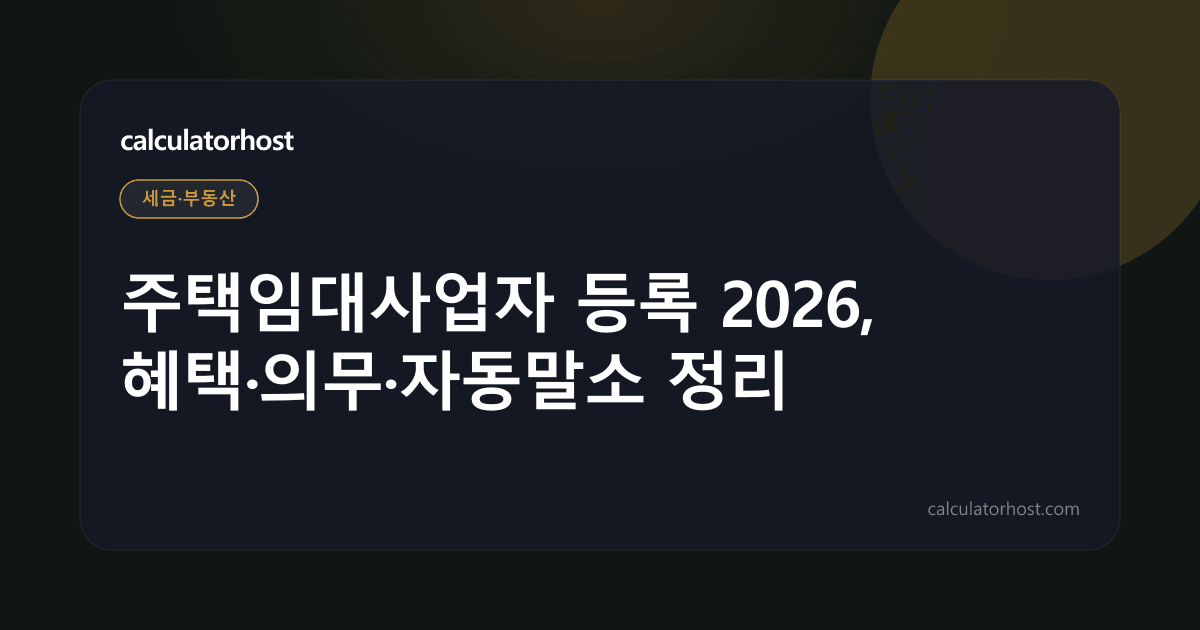 calculatorhost
세금·부동산
주택임대사업자 등록 2026,
혜택·의무·자동말소 정리
calculatorhost.com